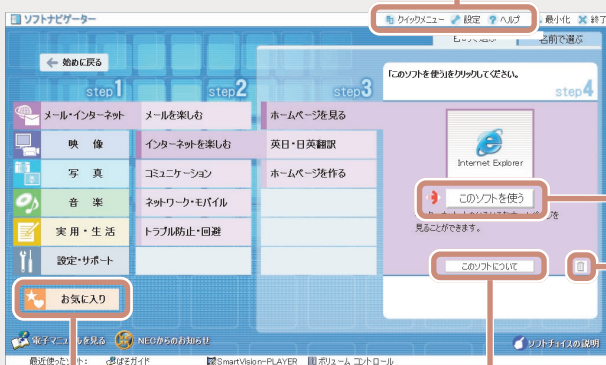 ソフトナビゲーター
クイックメニュー 設定 ヘルプ 最小化 終了
名前で選ぶ
始めに戻る
「このソフトを使う」をクリックしてください。
step1 step2 step3 step4
メール・インターネット メールを楽しむ ホームページを見る
映 像 インターネットを楽しむ 英日・日英翻訳
写 真 コミュニケーション ホームページを作る
音 楽 ネットワーク・モバイル
実用・生活 トラブル防止・回避
設定・サポート
お気に入り
Internet Explorer
このソフトを使う
見ることができます。
このソフトについて
を見る NECからのお知らせ ソフトチョイスの説明
最近使った ぱそガイド SmartVision-PLAYER ボリューム コントロール